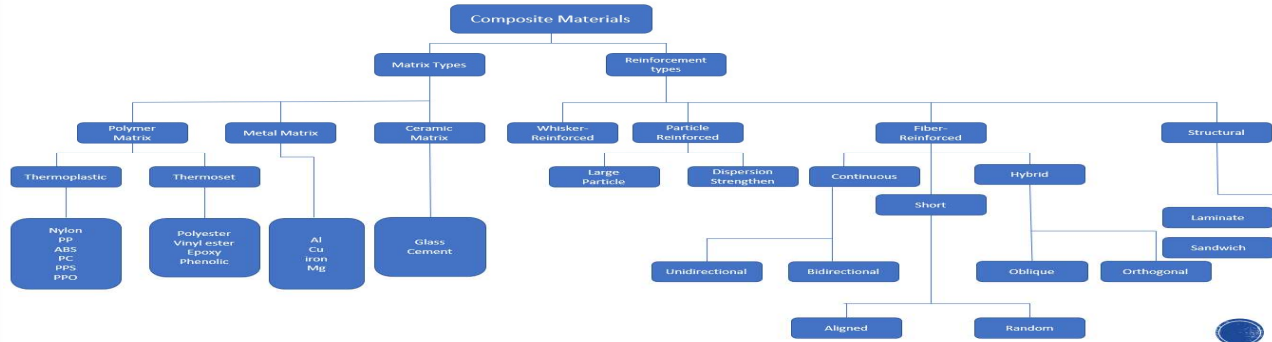 Composite Materials
Matrix Types
Reinforcement
types
Polymer
Matrix
Metal Matrix
Ceramic
Matrix
Whisker-
Reinforced
Particle
Reinforced
Fiber-
Reinforced
Structural
Thermoplastic
Thermoset
Large
Particle
Dispersion
Strengthen
Continuous
Hybrid
Short
Nylon
PP
ABS
PC
PPS
PPO
Polyester
Vinyl ester
Epoxy
Phenolic
Al
Cu
iron
Mg
Glass
Cement
Laminate
Sandwich
Unidirectional
Bidirectional
Oblique
Orthogonal
Aligned
Random